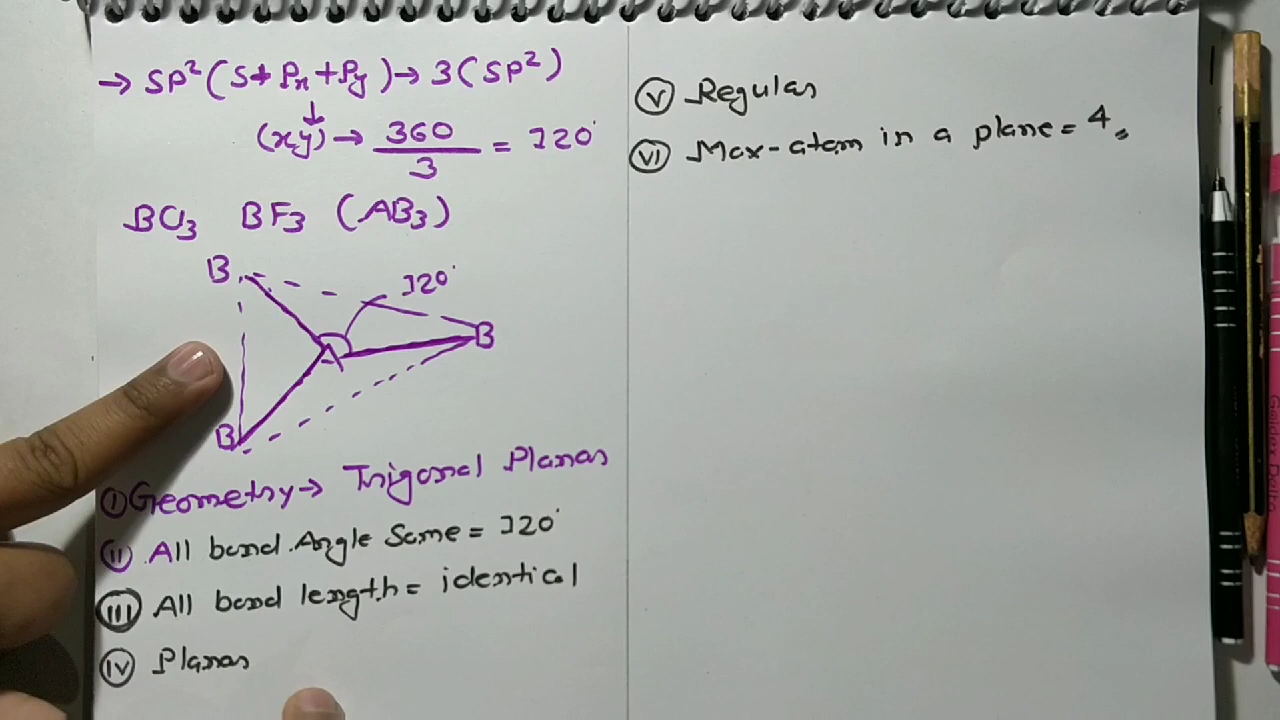 → SP² (S + Px + Py) → 3(SP²)
(x,y) → 360/3 = 120°
BCl₃ BF₃ (AB₃)
B
120°
A
B
B
(I) Geometry → Trigonal Planar
(II) All bond Angle Same = 120°
(III) All bond length = identical
(IV) Planar
(V) Regular
(VI) Max-atom in a plane = 4.